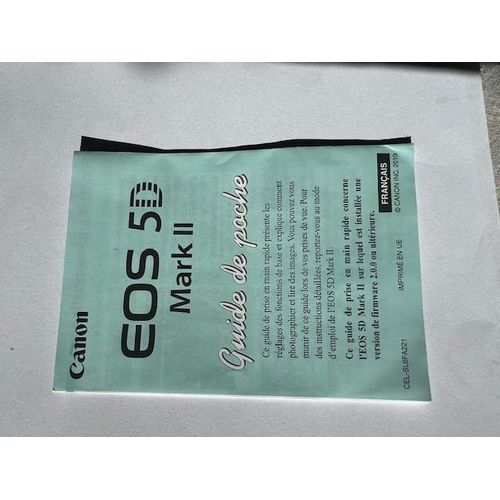 Canon
EOS 5D
Mark II
Guide de poche
Ce guide de prise en main rapide présente les
réglages des fonctions de base et explique comment
photographier et lire des images. Vous pouvez vous
munir de ce guide lors de vos prises de vue. Pour
des instructions détaillées, reportez-vous au mode
d'emploi de l'EOS 5D Mark II.
Ce guide de prise en main rapide concerne
l'EOS 5D Mark II sur lequel est installée une
version de firmware 2.0.0 ou ultérieure.
FRANÇAIS
CEL-SL6FA221
IMPRIMÉ EN UE
© CANON INC. 2010